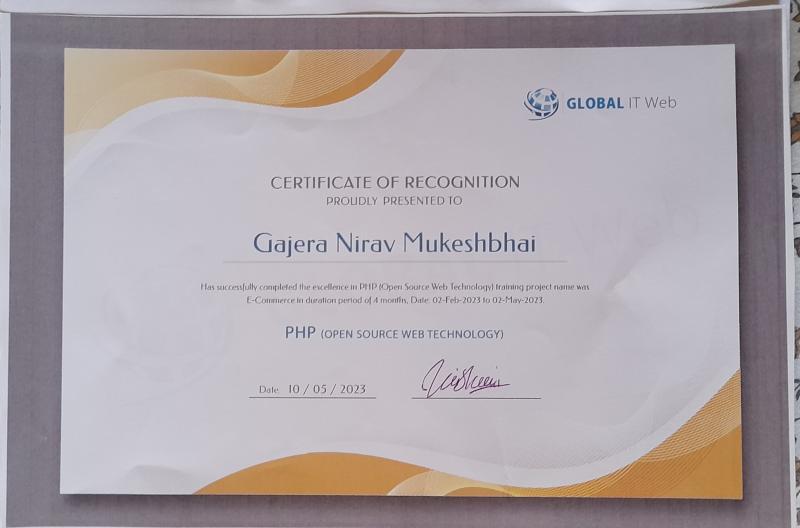 GLOBAL IT Web
CERTIFICATE OF RECOGNITION
PROUDLY PRESENTED TO
Gajera Nirav Mukeshbhai
Has successfully completed the excellence in PHP (Open Source Web Technology) training project name was
E-Commerce in duration period of 4 months, Date: 02-Feb-2023 to 02-May-2023.
PHP (OPEN SOURCE WEB TECHNOLOGY)
Date 10 / 05 / 2023